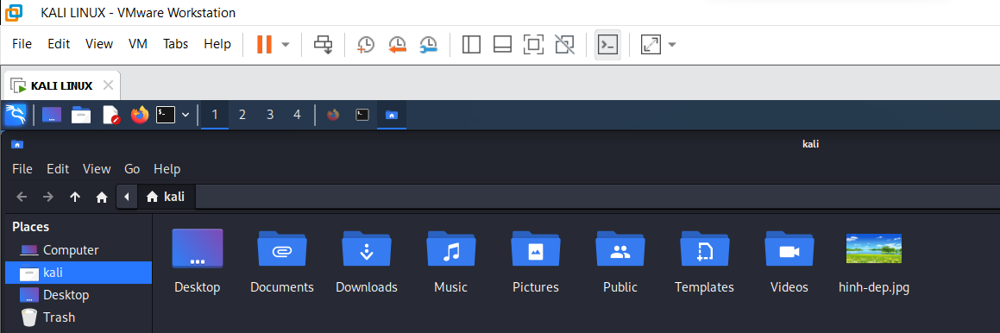 KALI LINUX - VMware Workstation
File Edit View VM Tabs Help
KALI LINUX
1 2 3 4
kali
File Edit View Go Help
kali
Places
Computer
kali
Desktop
Trash
Desktop Documents Downloads Music Pictures Public Templates Videos hinh-dep.jpg